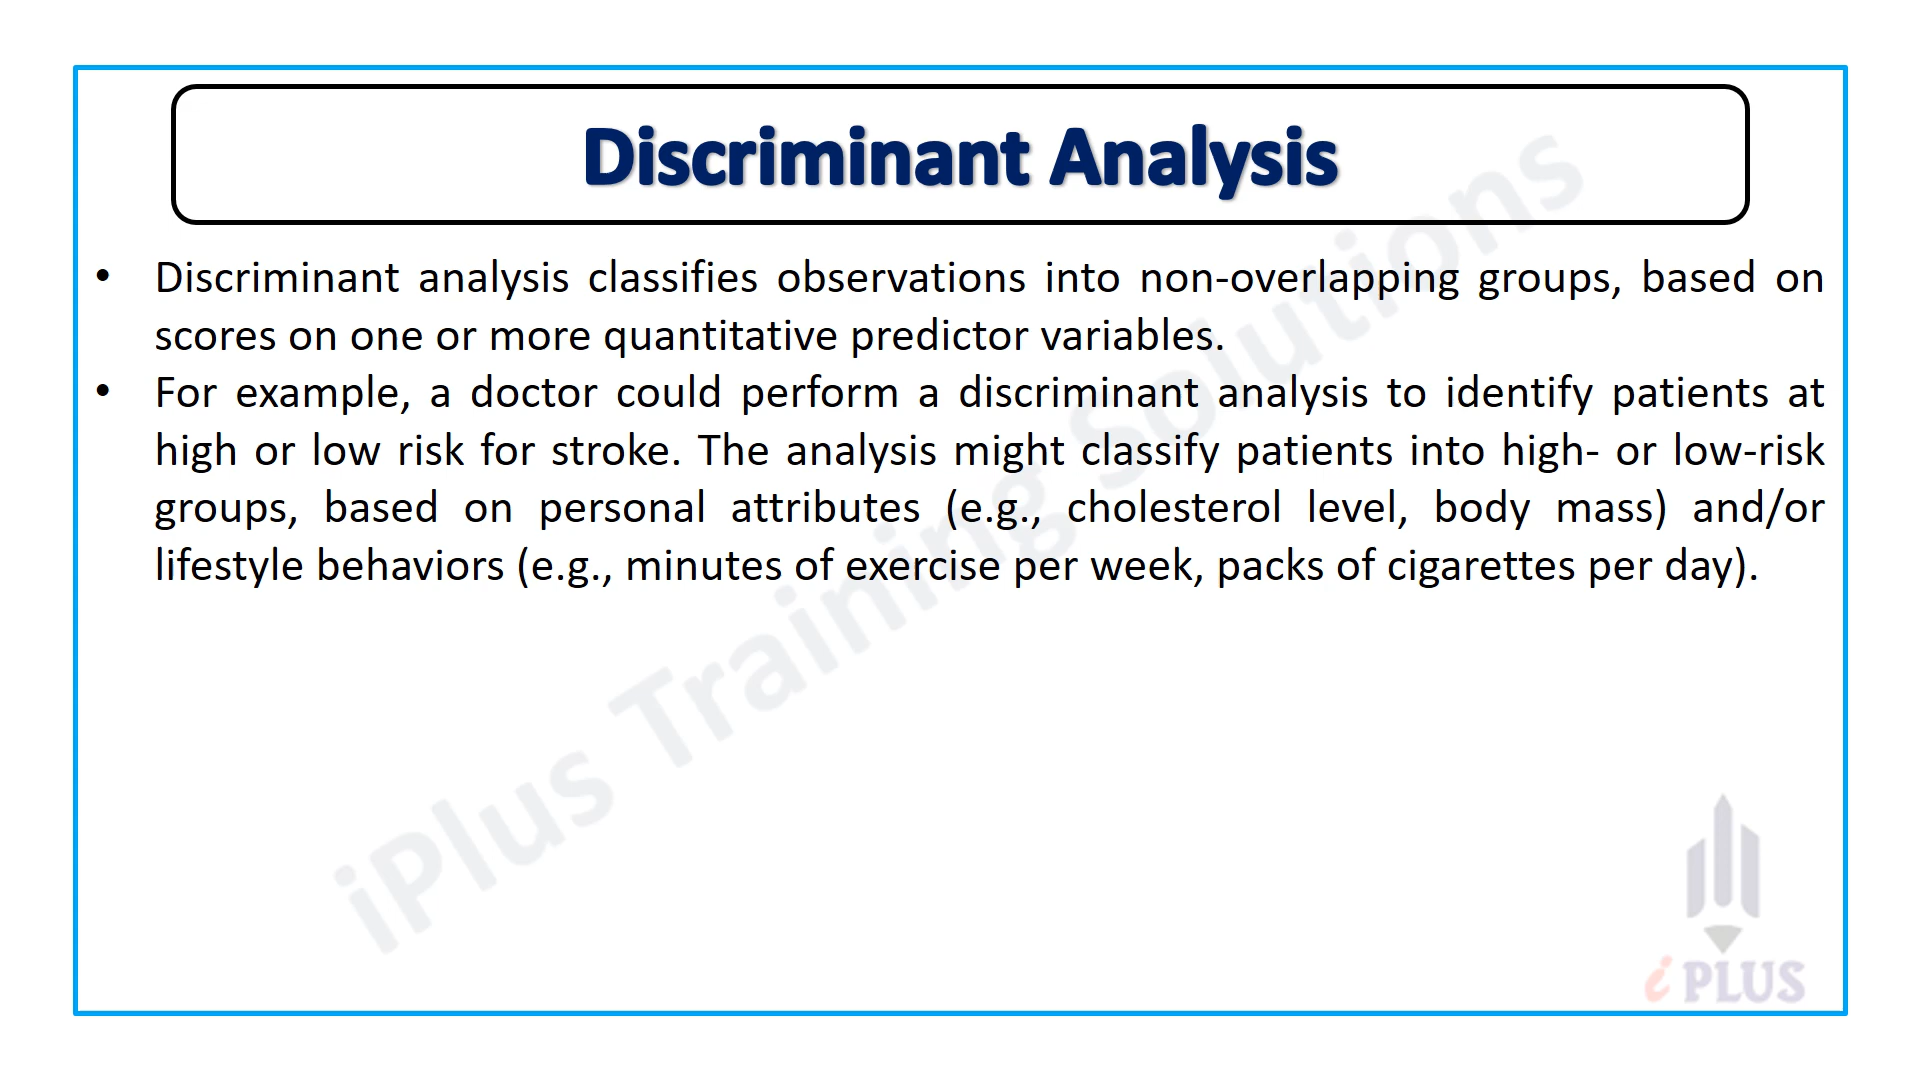 Discriminant Analysis
• Discriminant analysis classifies observations into non-overlapping groups, based on
scores on one or more quantitative predictor variables.
• For example, a doctor could perform a discriminant analysis to identify patients at
high or low risk for stroke. The analysis might classify patients into high- or low-risk
groups, based on personal attributes (e.g., cholesterol level, body mass) and/or
lifestyle behaviors (e.g., minutes of exercise per week, packs of cigarettes per day).
iPlus Training Solutions
i PLUS